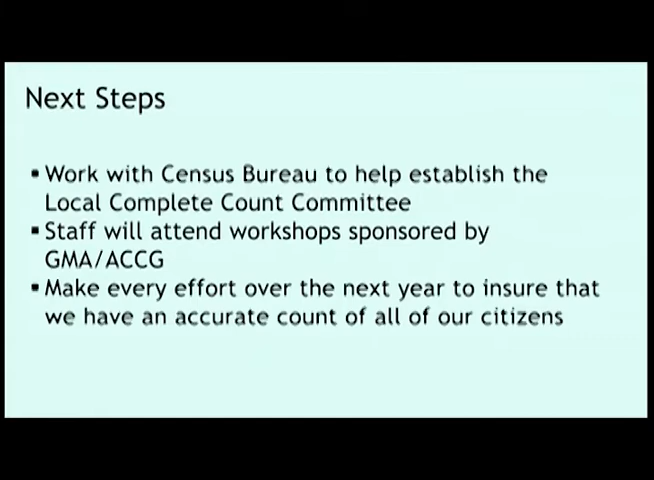 Next Steps
▪ Work with Census Bureau to help establish the
Local Complete Count Committee
▪ Staff will attend workshops sponsored by
GMA/ACCG
▪ Make every effort over the next year to insure that
we have an accurate count of all of our citizens